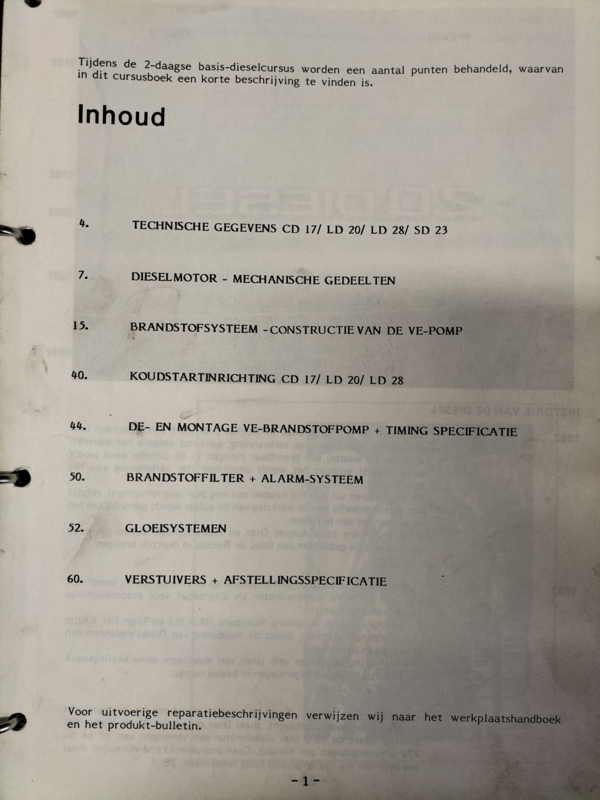 Tijdens de 2-daagse basis-dieselcursus worden een aantal punten behandeld, waarvan
in dit cursusboek een korte beschrijving te vinden is.
Inhoud
4. TECHNISCHE GEGEVENS CD 17/ LD 20/ LD 28/ SD 23
7. DIESELMOTOR - MECHANISCHE GEDEELTEN
15. BRANDSTOFSYSTEEM -CONSTRUCTIE VAN DE VE-POMP
40. KOUDSTARTINRICHTING CD 17/ LD 20/ LD 28
44. DE- EN MONTAGE VE-BRANDSTOFPOMP + TIMING SPECIFICATIE
50. BRANDSTOFFILTER + ALARM-SYSTEEM
52. GLOEISYSTEMEN
60. VERSTUIVERS + AFSTELLINGSSPECIFICATIE
Voor uitvoerige reparatiebeschrijvingen verwijzen wij naar het werkplaatshandboek
en het produkt-bulletin.
- 1 -